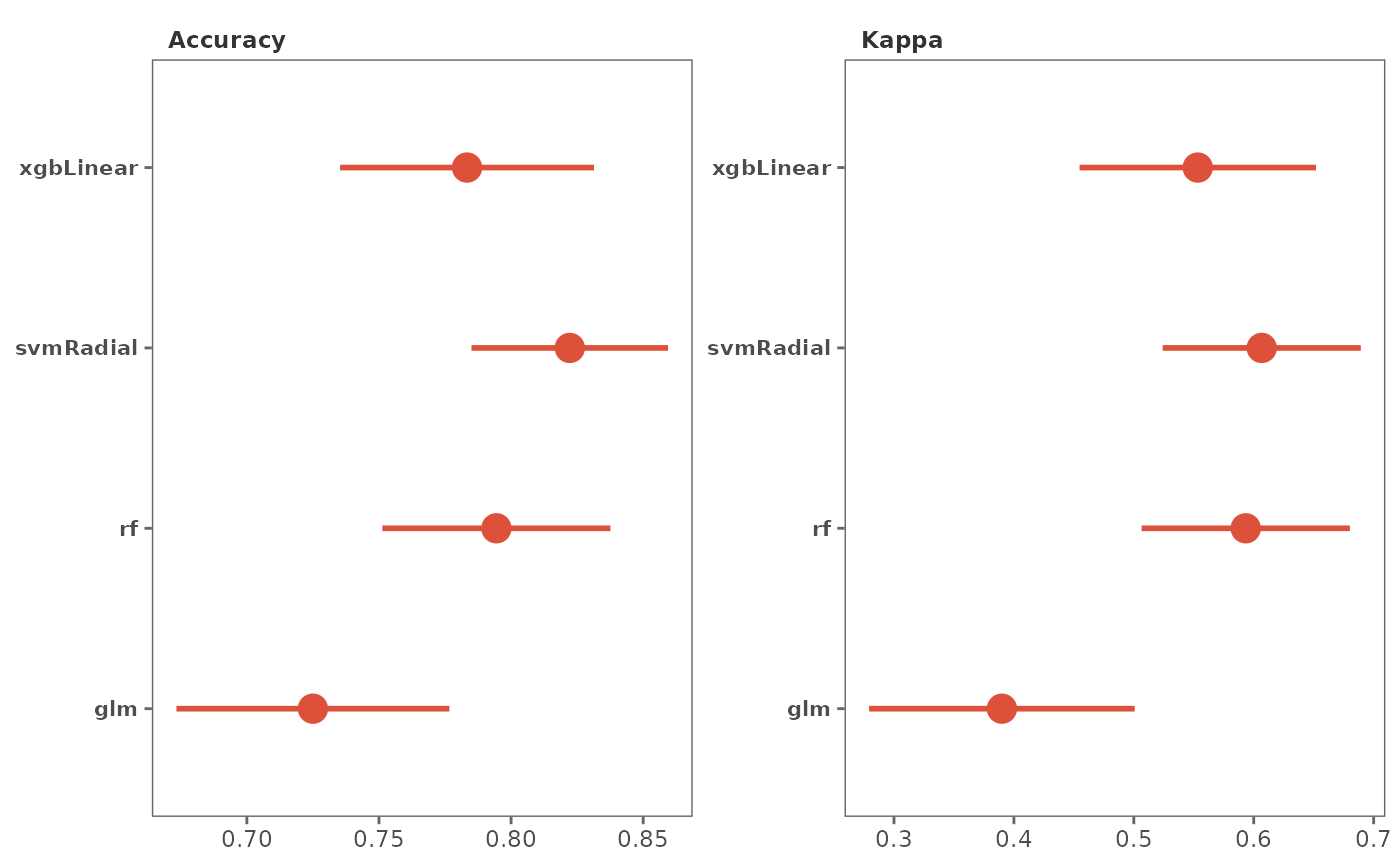 Accuracy
xgbLinear
svmRadial
rf
glm
0.70 0.75 0.80 0.85
Kappa
xgbLinear
svmRadial
rf
glm
0.3 0.4 0.5 0.6 0.7